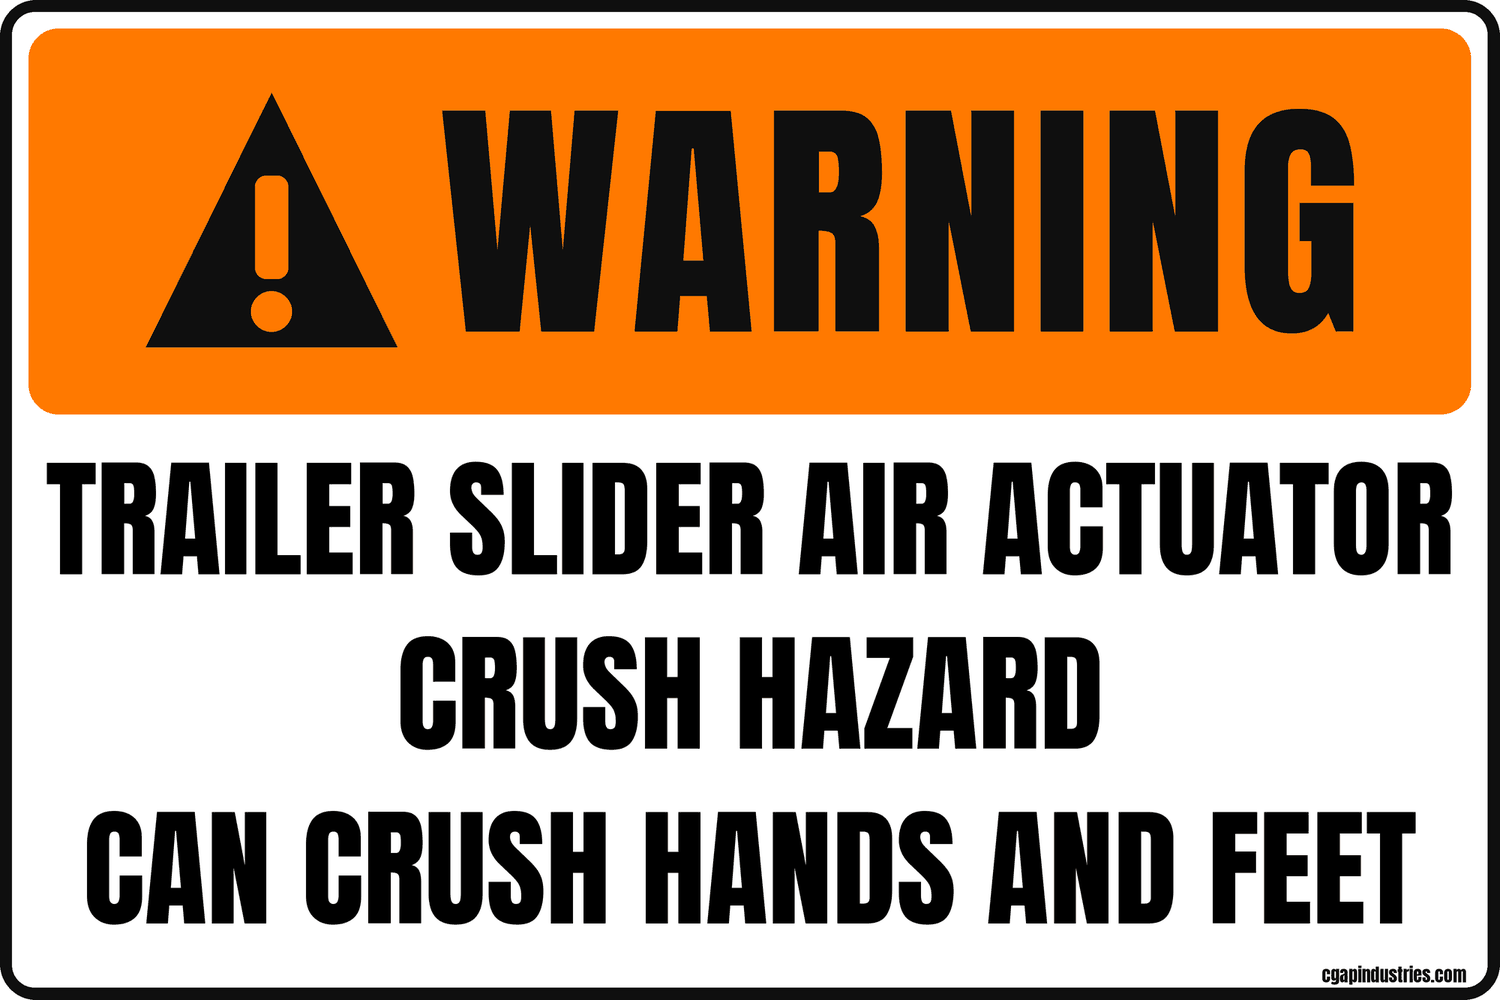 WARNING
TRAILER SLIDER AIR ACTUATOR
CRUSH HAZARD
CAN CRUSH HANDS AND FEET
cgapindustries.com